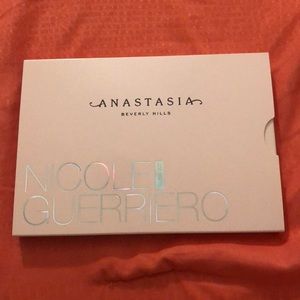 ANASTASIA
BEVERLY HILLS
NICOLE
GUERRIERO